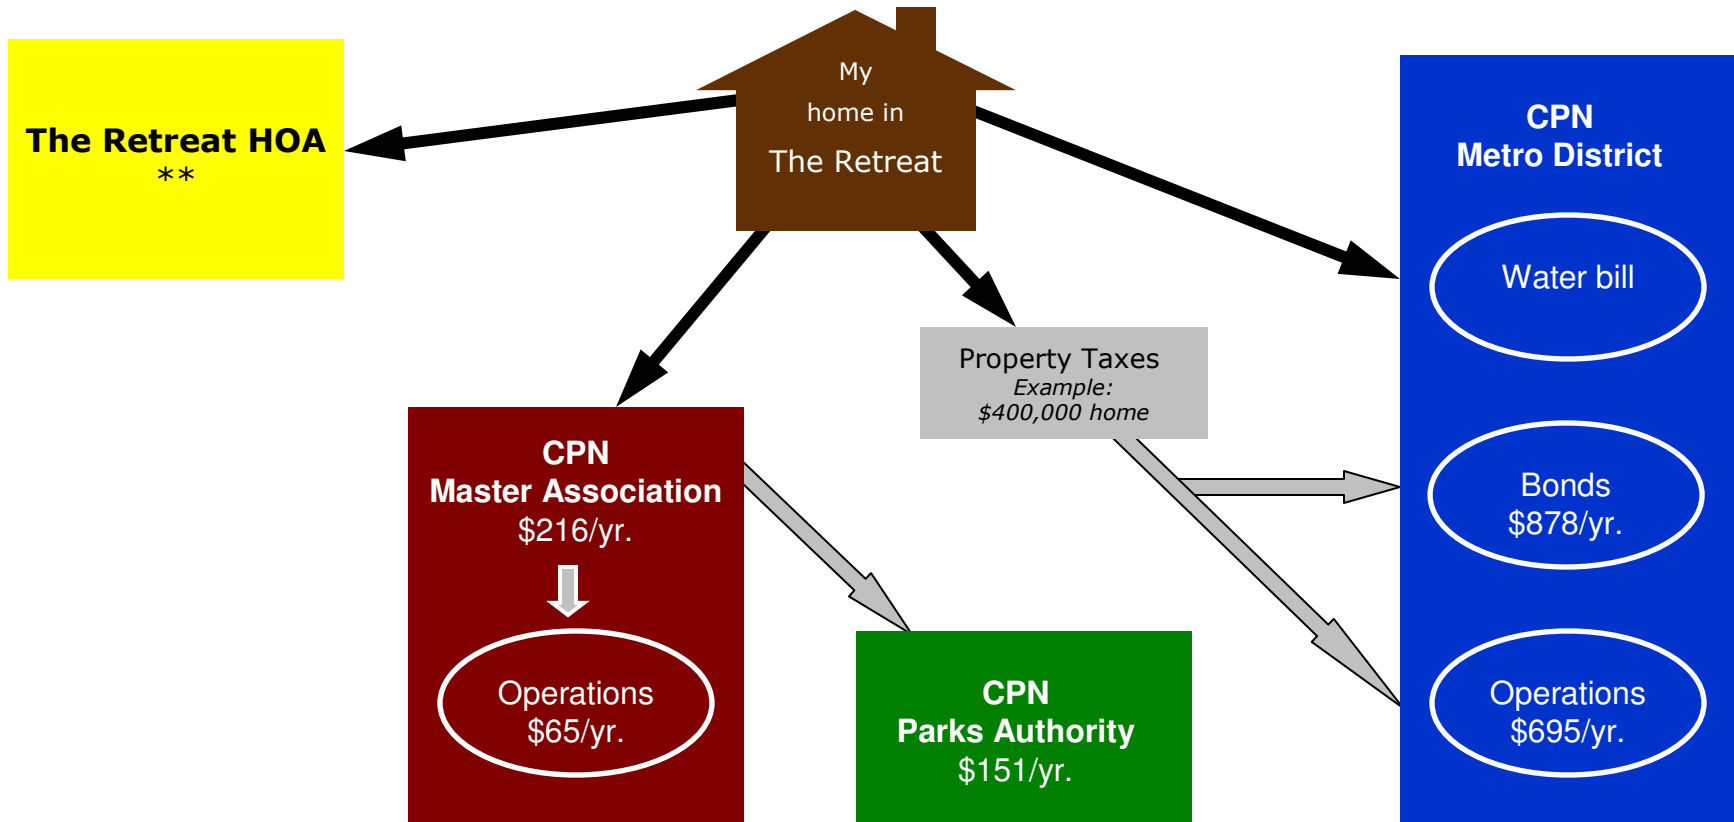 My
home in
The Retreat
The Retreat HOA
**
CPN
Metro District
Water bill
Property Taxes
Example:
$400,000 home
CPN
Master Association
$216/yr.
Bonds
$878/yr.
Operations
$65/yr.
CPN
Parks Authority
$151/yr.
Operations
$695/yr.